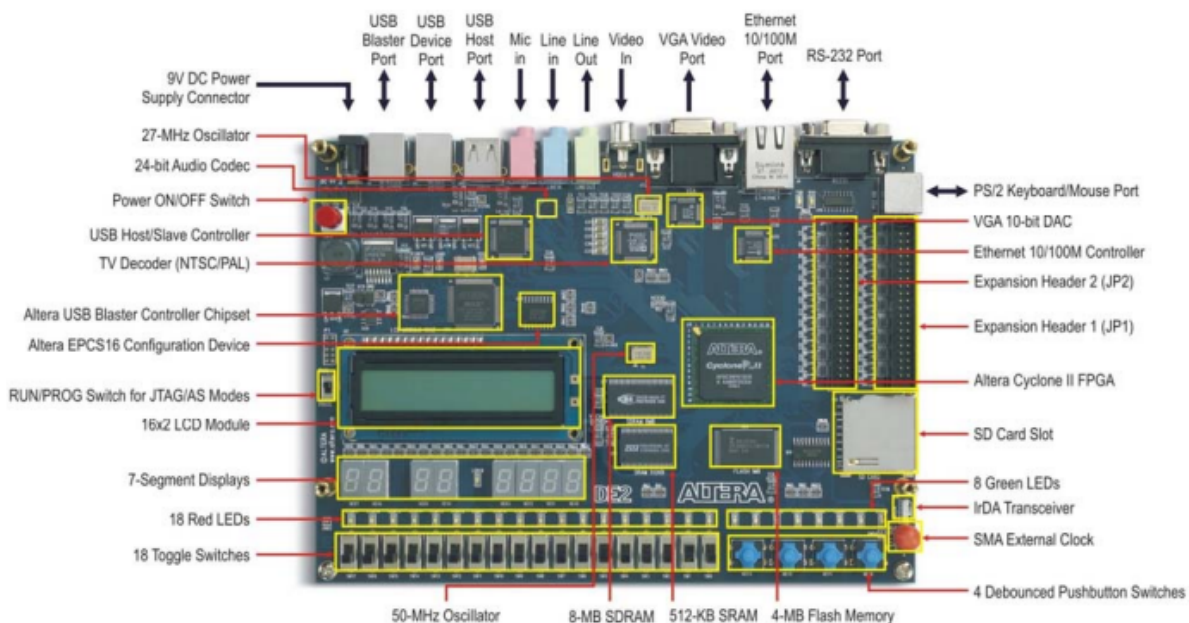 USB
Blaster
Port
USB
Device
Port
USB
Host
Port
Mic
in
Line
in
Line
Out
Video
In
VGA Video
Port
Ethernet
10/100M
Port
RS-232 Port
9V DC Power
Supply Connector
27-MHz Oscillator
24-bit Audio Codec
Power ON/OFF Switch
USB Host/Slave Controller
TV Decoder (NTSC/PAL)
Altera USB Blaster Controller Chipset
Altera EPCS16 Configuration Device
RUN/PROG Switch for JTAG/AS Modes
16x2 LCD Module
7-Segment Displays
18 Red LEDs
18 Toggle Switches
50-MHz Oscillator
8-MB SDRAM
512-KB SRAM
4-MB Flash Memory
PS/2 Keyboard/Mouse Port
VGA 10-bit DAC
Ethernet 10/100M Controller
Expansion Header 2 (JP2)
Expansion Header 1 (JP1)
Altera Cyclone II FPGA
SD Card Slot
8 Green LEDs
IrDA Transceiver
SMA External Clock
4 Debounced Pushbutton Switches
ALTERA
Cyclone II
DE2
ALTERA